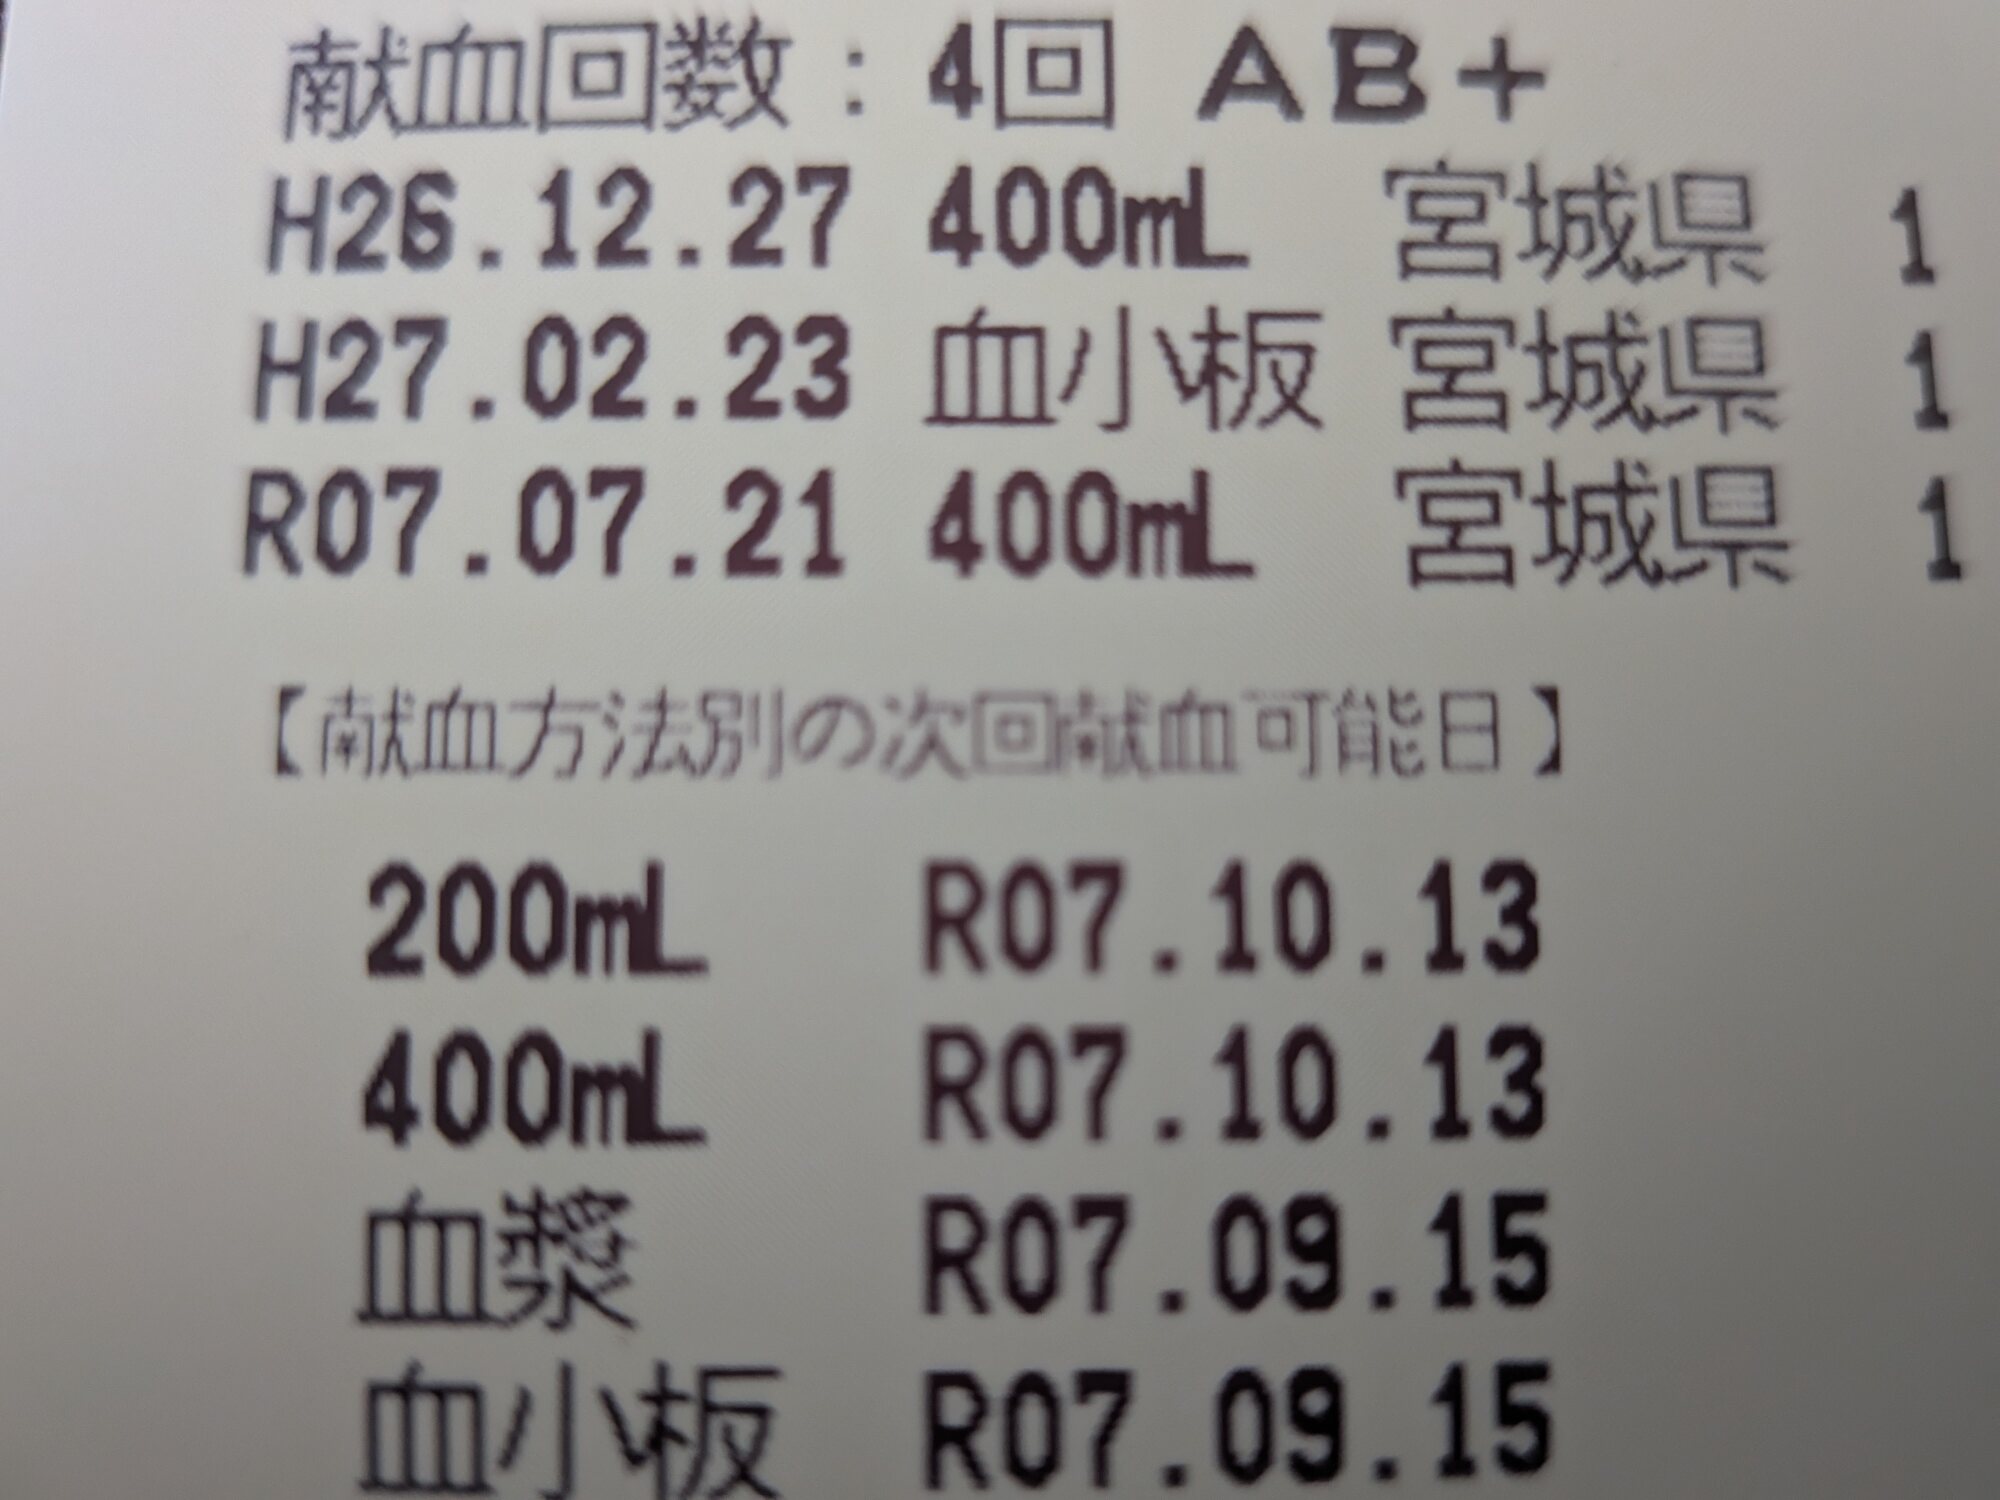 献血回数：4回 AB+
H26.12.27 400mL 宮城県 1
H27.02.23 血小板 宮城県 1
R07.07.21 400mL 宮城県 1
【献血方法別の次回献血可能日】
200mL R07.10.13
400mL R07.10.13
血漿 R07.09.15
血小板 R07.09.15